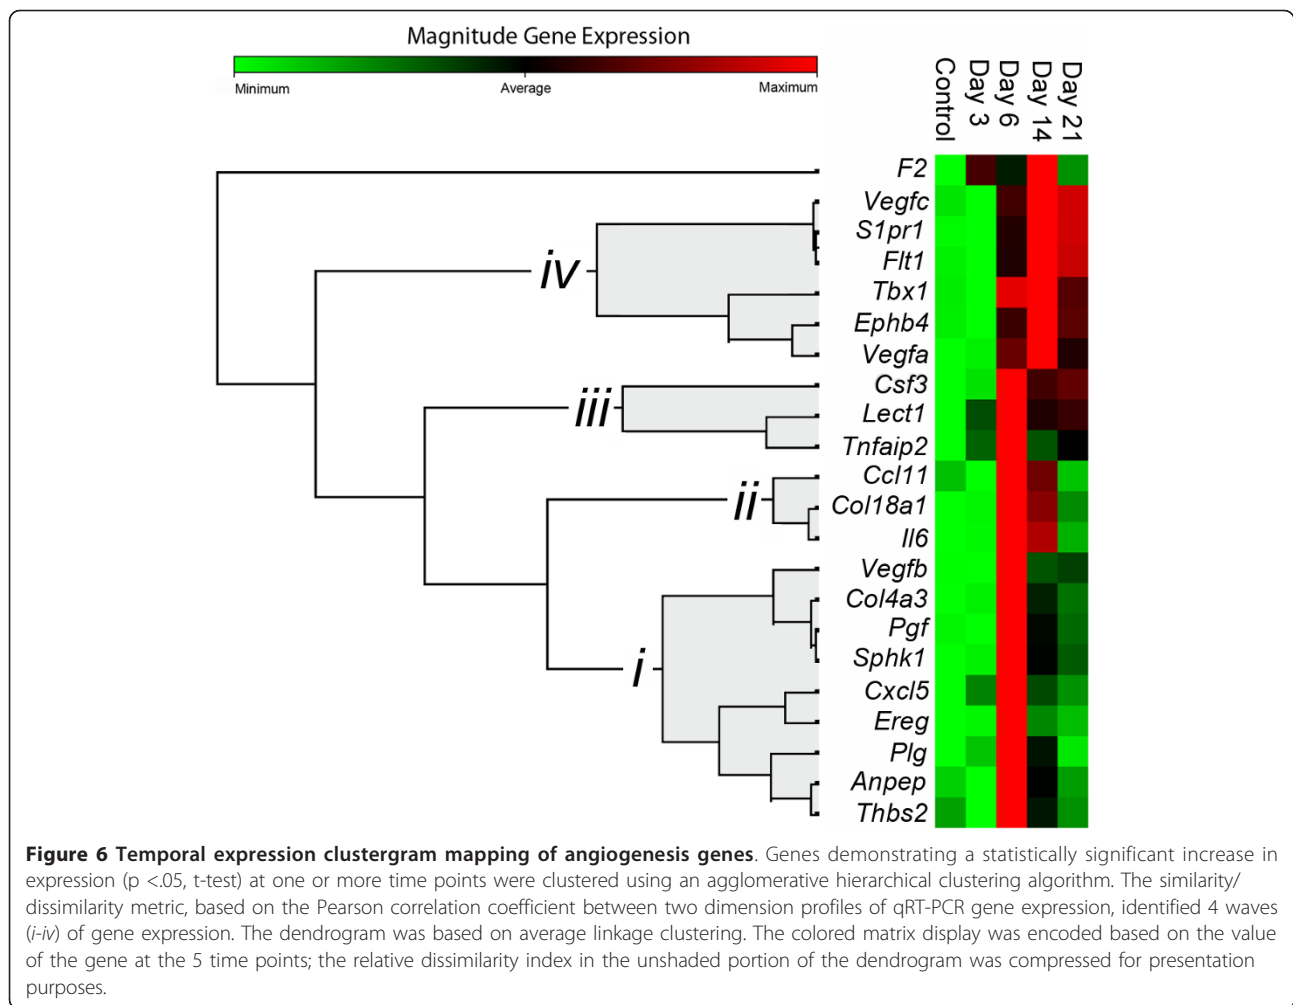 Magnitude Gene Expression
Minimum
Average
Maximum
Control
Day 3
Day 6
Day 14
Day 21
F2
Vegfc
S1pr1
Flt1
iv
Tbx1
Ephb4
Vegfa
Csf3
iii
Lect1
Tnfaip2
Ccl11
ii
Col18a1
Il6
Vegfb
Col4a3
Pgf
Sphk1
i
Cxcl5
Ereg
Plg
Anpep
Thbs2
Figure 6 Temporal expression clustergram mapping of angiogenesis genes. Genes demonstrating a statistically significant increase in
expression (p <.05, t-test) at one or more time points were clustered using an agglomerative hierarchical clustering algorithm. The similarity/
dissimilarity metric, based on the Pearson correlation coefficient between two dimension profiles of qRT-PCR gene expression, identified 4 waves
(i-iv) of gene expression. The dendrogram was based on average linkage clustering. The colored matrix display was encoded based on the value
of the gene at the 5 time points; the relative dissimilarity index in the unshaded portion of the dendrogram was compressed for presentation
purposes.